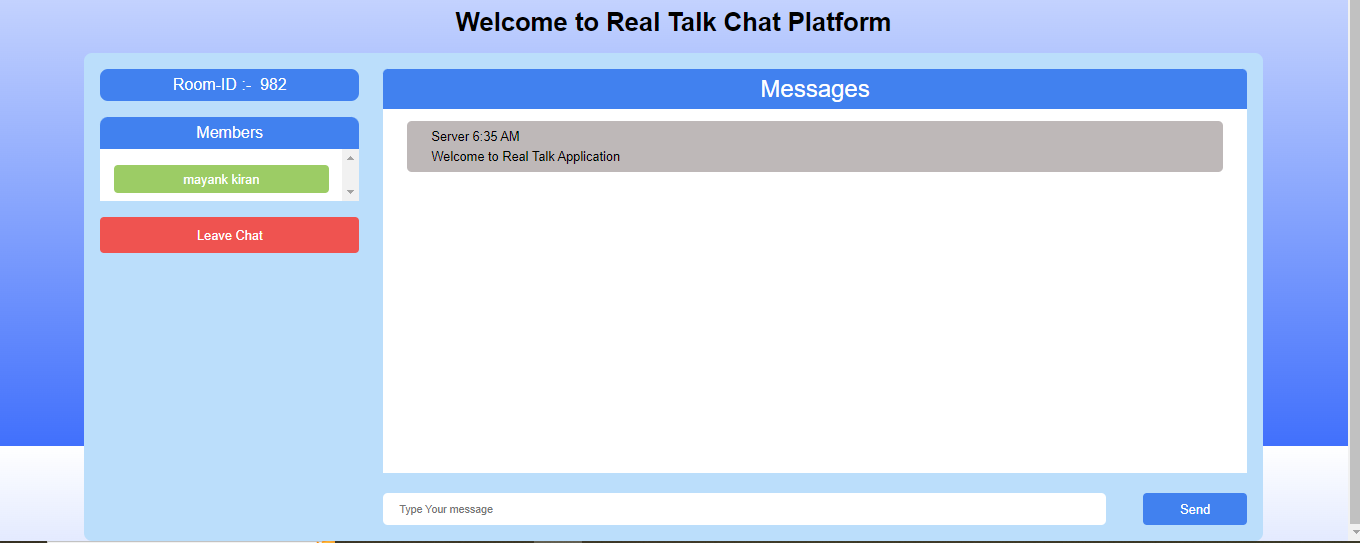 Welcome to Real Talk Chat Platform
Room-ID :-  982
Members
mayank kiran
Leave Chat
Messages
Server 6:35 AM
Welcome to Real Talk Application
Type Your message
Send